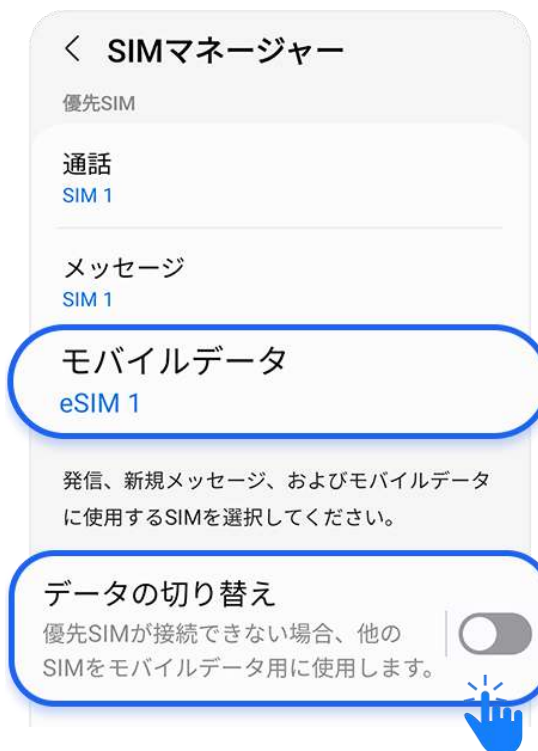 SIMマネージャー
優先SIM
通話
SIM 1
メッセージ
SIM 1
モバイルデータ
eSIM 1
発信、新規メッセージ、およびモバイルデータ
に使用するSIMを選択してください。
データの切り替え
優先SIMが接続できない場合、他の
SIMをモバイルデータ用に使用します。